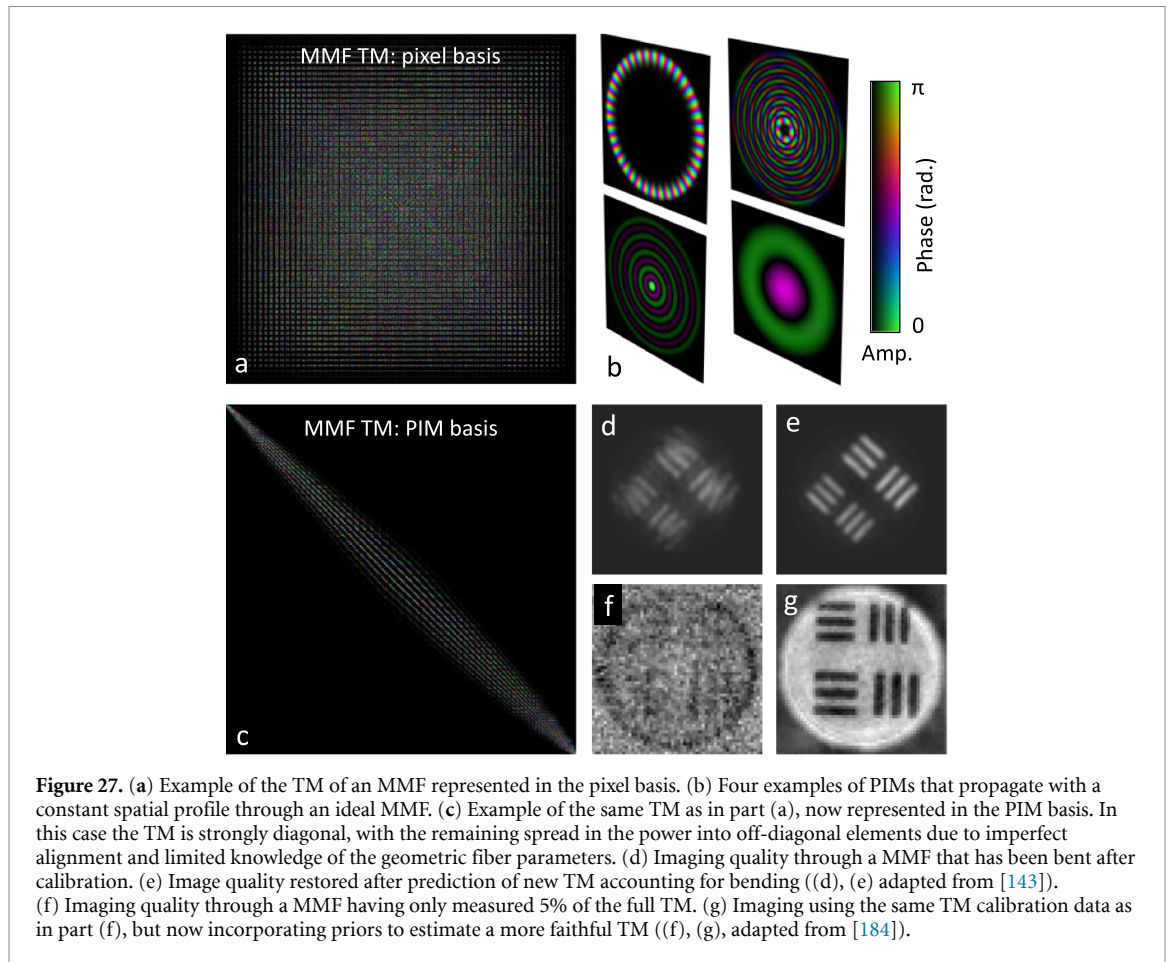 MMF TM: pixel basis
a
b
π
Phase (rad.)
0
Amp.
MMF TM: PIM basis
c
d
e
f
g
Figure 27. (a) Example of the TM of an MMF represented in the pixel basis. (b) Four examples of PIMs that propagate with a
constant spatial profile through an ideal MMF. (c) Example of the same TM as in part (a), now represented in the PIM basis. In
this case the TM is strongly diagonal, with the remaining spread in the power into off-diagonal elements due to imperfect
alignment and limited knowledge of the geometric fiber parameters. (d) Imaging quality through a MMF that has been bent after
calibration. (e) Image quality restored after prediction of new TM accounting for bending ((d), (e) adapted from [143]).
(f) Imaging quality through a MMF having only measured 5% of the full TM. (g) Imaging using the same TM calibration data as
in part (f), but now incorporating priors to estimate a more faithful TM ((f), (g), adapted from [184]).